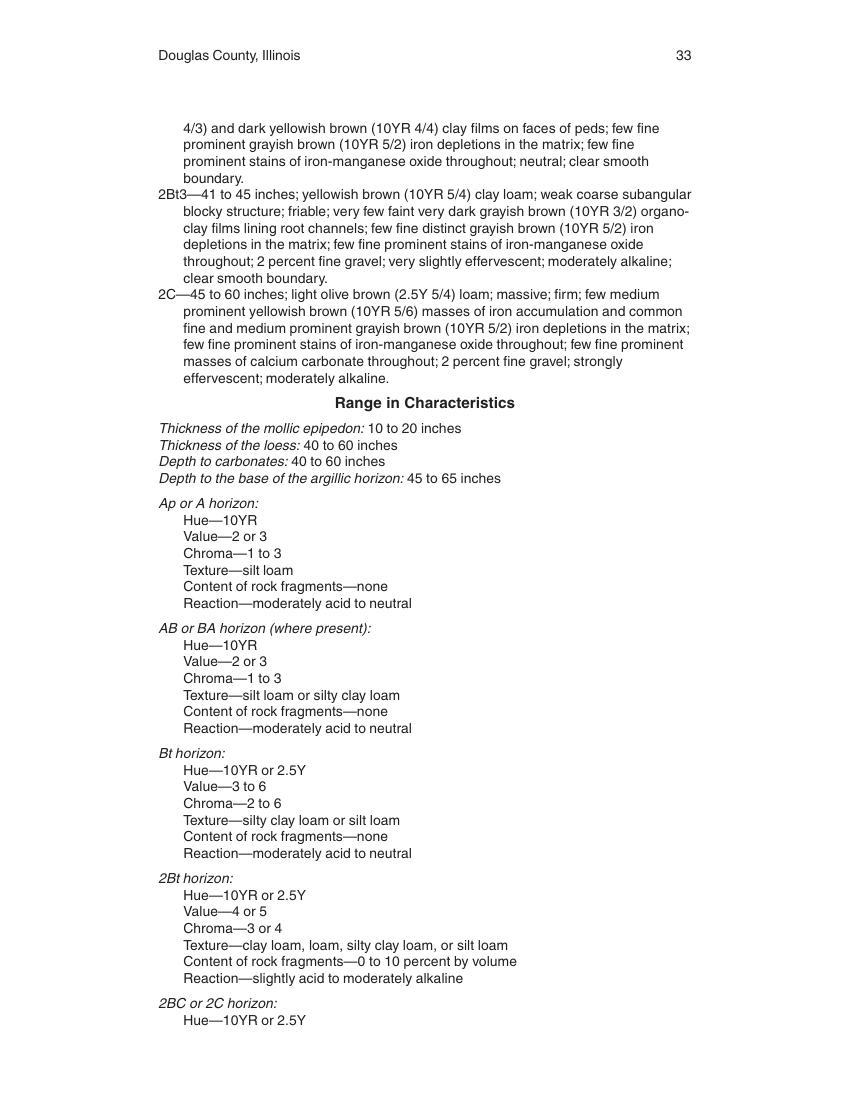 Douglas County, Illinois 33
4/3) and dark yellowish brown (10YR 4/4) clay films on faces of peds; few fine
prominent grayish brown (10YR 5/2) iron depletions in the matrix; few fine
prominent stains of iron-manganese oxide throughout; neutral; clear smooth
boundary.
2Bt3—41 to 45 inches; yellowish brown (10YR 5/4) clay loam; weak coarse subangular
blocky structure; friable; very few faint very dark grayish brown (10YR 3/2) organo-
clay films lining root channels; few fine distinct grayish brown (10YR 5/2) iron
depletions in the matrix; few fine prominent stains of iron-manganese oxide
throughout; 2 percent fine gravel; very slightly effervescent; moderately alkaline;
clear smooth boundary.
2C—45 to 60 inches; light olive brown (2.5Y 5/4) loam; massive; firm; few medium
prominent yellowish brown (10YR 5/6) masses of iron accumulation and common
fine and medium prominent grayish brown (10YR 5/2) iron depletions in the matrix;
few fine prominent stains of iron-manganese oxide throughout; few fine prominent
masses of calcium carbonate throughout; 2 percent fine gravel; strongly
effervescent; moderately alkaline.
Range in Characteristics
Thickness of the mollic epipedon: 10 to 20 inches
Thickness of the loess: 40 to 60 inches
Depth to carbonates: 40 to 60 inches
Depth to the base of the argillic horizon: 45 to 65 inches
Ap or A horizon:
Hue—10YR
Value—2 or 3
Chroma—1 to 3
Texture—silt loam
Content of rock fragments—none
Reaction—moderately acid to neutral
AB or BA horizon (where present):
Hue—10YR
Value—2 or 3
Chroma—1 to 3
Texture—silt loam or silty clay loam
Content of rock fragments—none
Reaction—moderately acid to neutral
Bt horizon:
Hue—10YR or 2.5Y
Value—3 to 6
Chroma—2 to 6
Texture—silty clay loam or silt loam
Content of rock fragments—none
Reaction—moderately acid to neutral
2Bt horizon:
Hue—10YR or 2.5Y
Value—4 or 5
Chroma—3 or 4
Texture—clay loam, loam, silty clay loam, or silt loam
Content of rock fragments—0 to 10 percent by volume
Reaction—slightly acid to moderately alkaline
2BC or 2C horizon:
Hue—10YR or 2.5Y